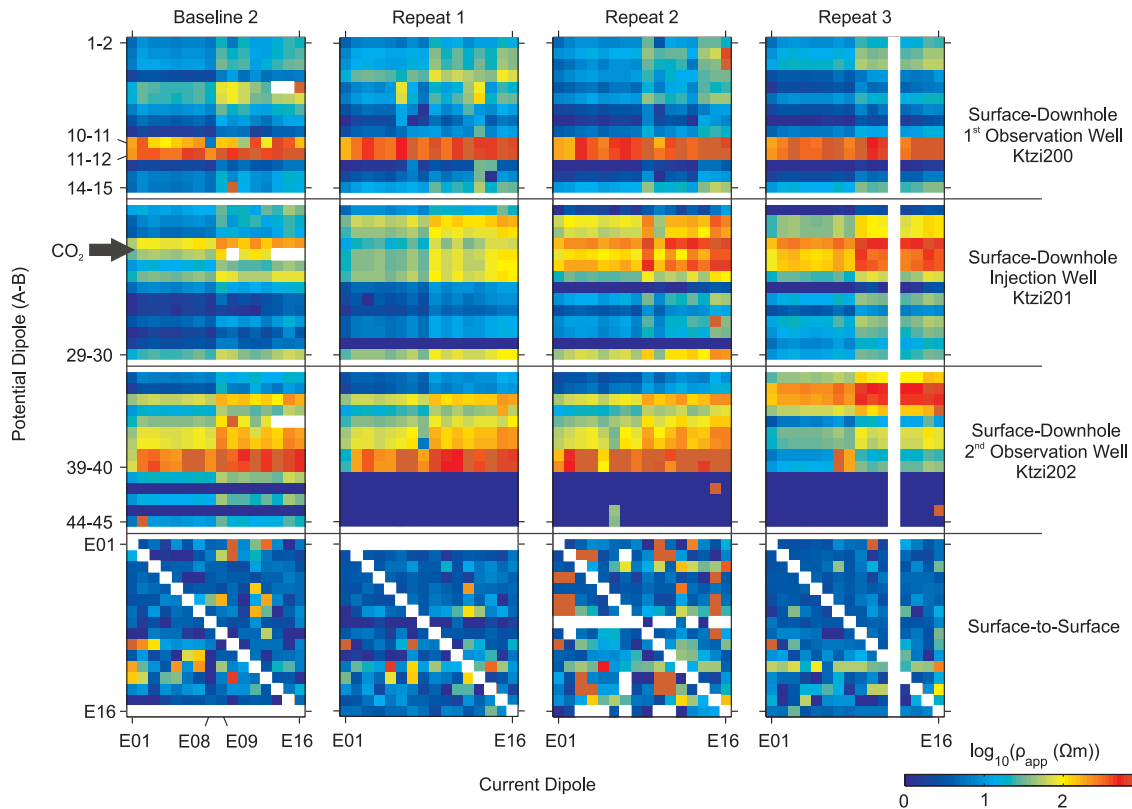 Baseline 2
Repeat 1
Repeat 2
Repeat 3
1-2
10-11
11-12
14-15
Surface-Downhole
1st Observation Well
Ktzi200
CO2
29-30
Surface-Downhole
Injection Well
Ktzi201
Potential Dipole (A-B)
39-40
44-45
Surface-Downhole
2nd Observation Well
Ktzi202
E01
E16
Surface-to-Surface
E01
E08
E09
E16
E01
E16
E01
E16
E01
E16
Current Dipole
log10(ρapp (Ωm))
0
1
2